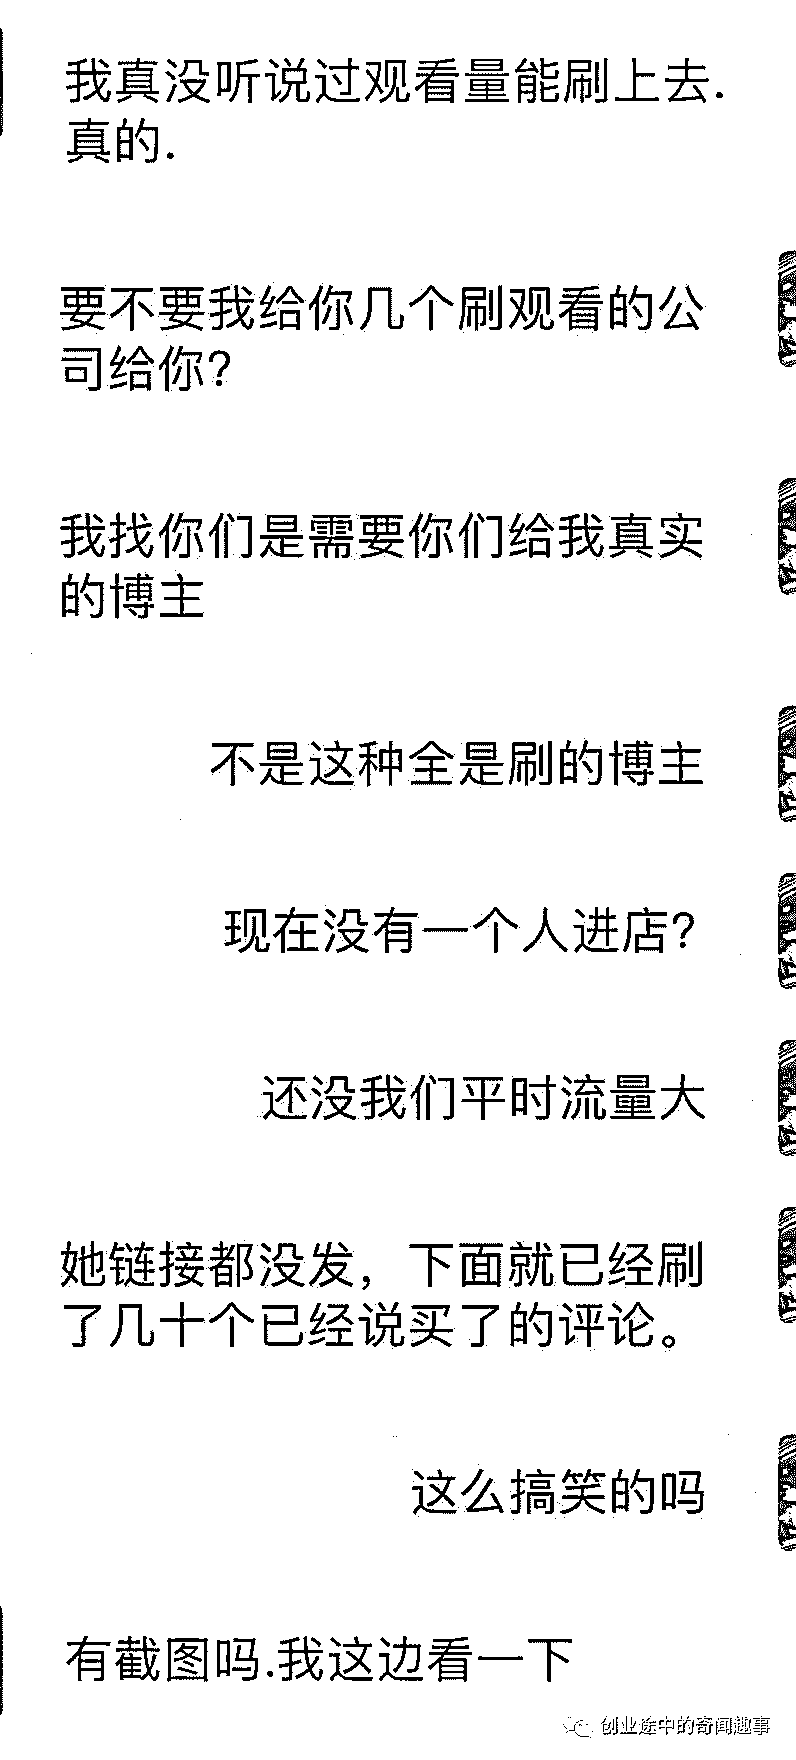 我真没听说过观看量能刷上去.
真的.
要不要我给你几个刷观看的公
司给你?
我找你们是需要你们给我真实
的博主
不是这种全是刷的博主
现在没有一个人进店?
还没我们平时流量大
她链接都没发，下面就已经刷
了几十个已经说买了的评论。
这么搞笑的吗
有截图吗.我这边看一下
创业途中的奇闻趣事